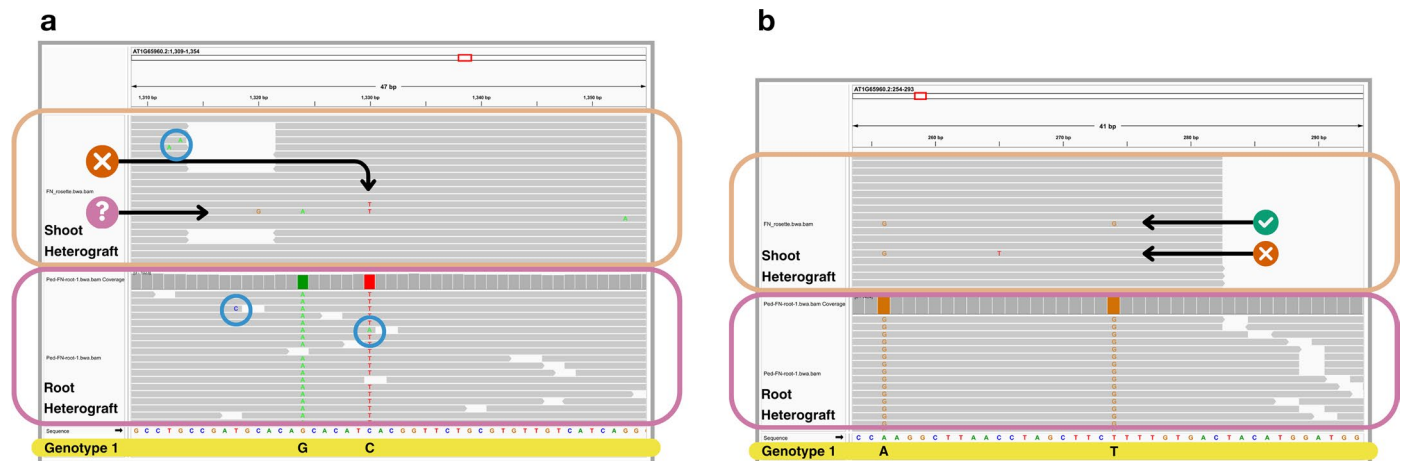 a
AT1G65960.2:1,309-1,354
47 bp
1,310 bp 1,320 bp 1,330 bp 1,340 bp 1,350 bp
A
A
FN_rosette.bwa.bam
T
? G A T
A
Shoot
Heterograft
Ped-FN-root-1.bwa.bam Coverage
A T
A T
A C T
A T
A
A T
A T
Ped-FN-root-1.bwa.bam
A T
A T
A T
Root
A T
Heterograft
A T
Sequence G C C T G C C G A T G C A C A G C A C A T C A C G G T T C T G C G T G T T G T C A T C A G G
Genotype 1 G C
b
AT1G65960.2:254-293
41 bp
260 bp 270 bp 280 bp 290 bp
FN_rosette.bwa.bam G G
Shoot G T
Heterograft
Ped-FN-root-1.bwa.bam Coverage
G G
G G
G G
G G
G G
Ped-FN-root-1.bwa.bam
G G
G G
Root
G G
Heterograft
G G
Sequence C C A A G G C T T A A C C T A G C T T C T T T T G T G A C T A C A T G G A T G G
Genotype 1 A T